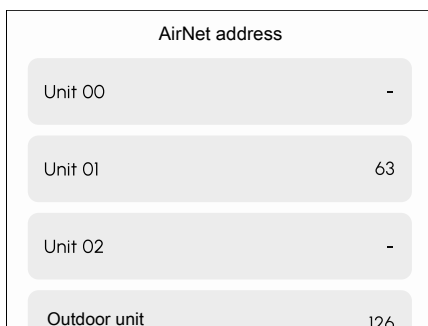 AirNet address
Unit 00 -
Unit 01 63
Unit 02 -
Outdoor unit 126